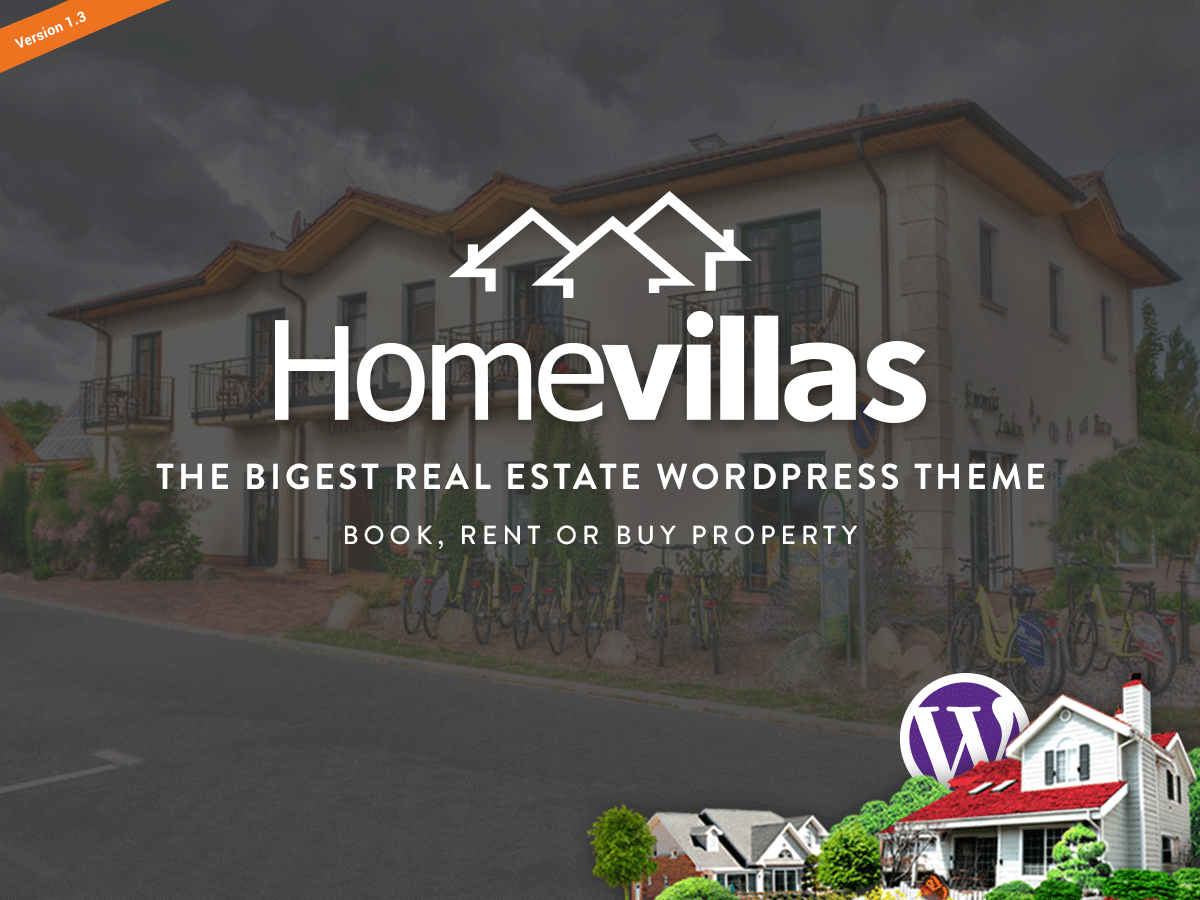 Version 1.3
Homevillas
THE BIGEST REAL ESTATE WORDPRESS THEME
BOOK, RENT OR BUY PROPERTY
W